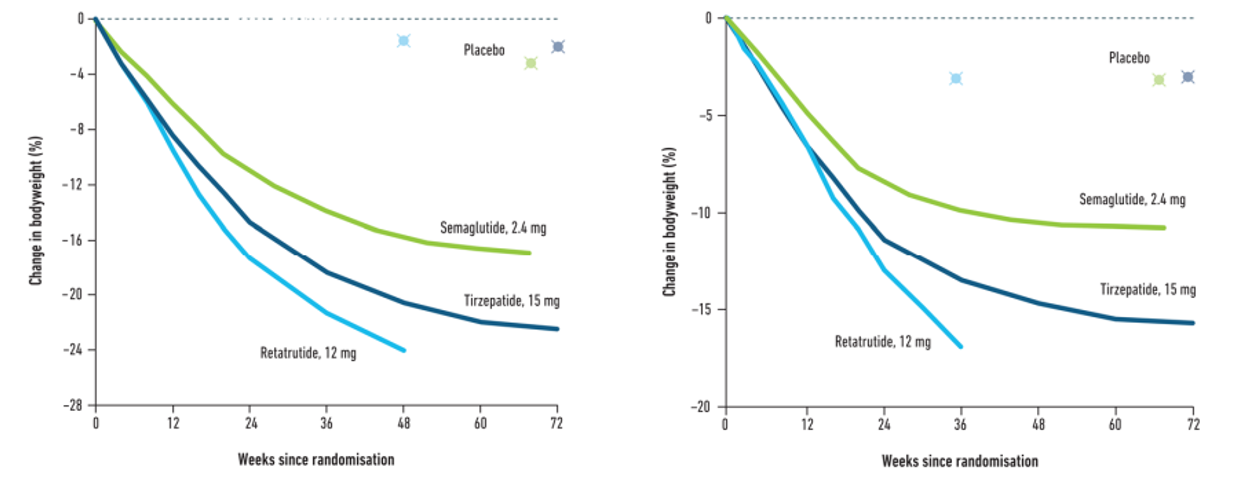 0
−4
−8
−12
−16
−20
−24
−28
Change in bodyweight (%)
Placebo
Semaglutide, 2.4 mg
Tirzepatide, 15 mg
Retatrutide, 12 mg
0 12 24 36 48 60 72
Weeks since randomisation
0
−5
−10
−15
−20
Change in bodyweight (%)
Placebo
Semaglutide, 2.4 mg
Tirzepatide, 15 mg
Retatrutide, 12 mg
0 12 24 36 48 60 72
Weeks since randomisation